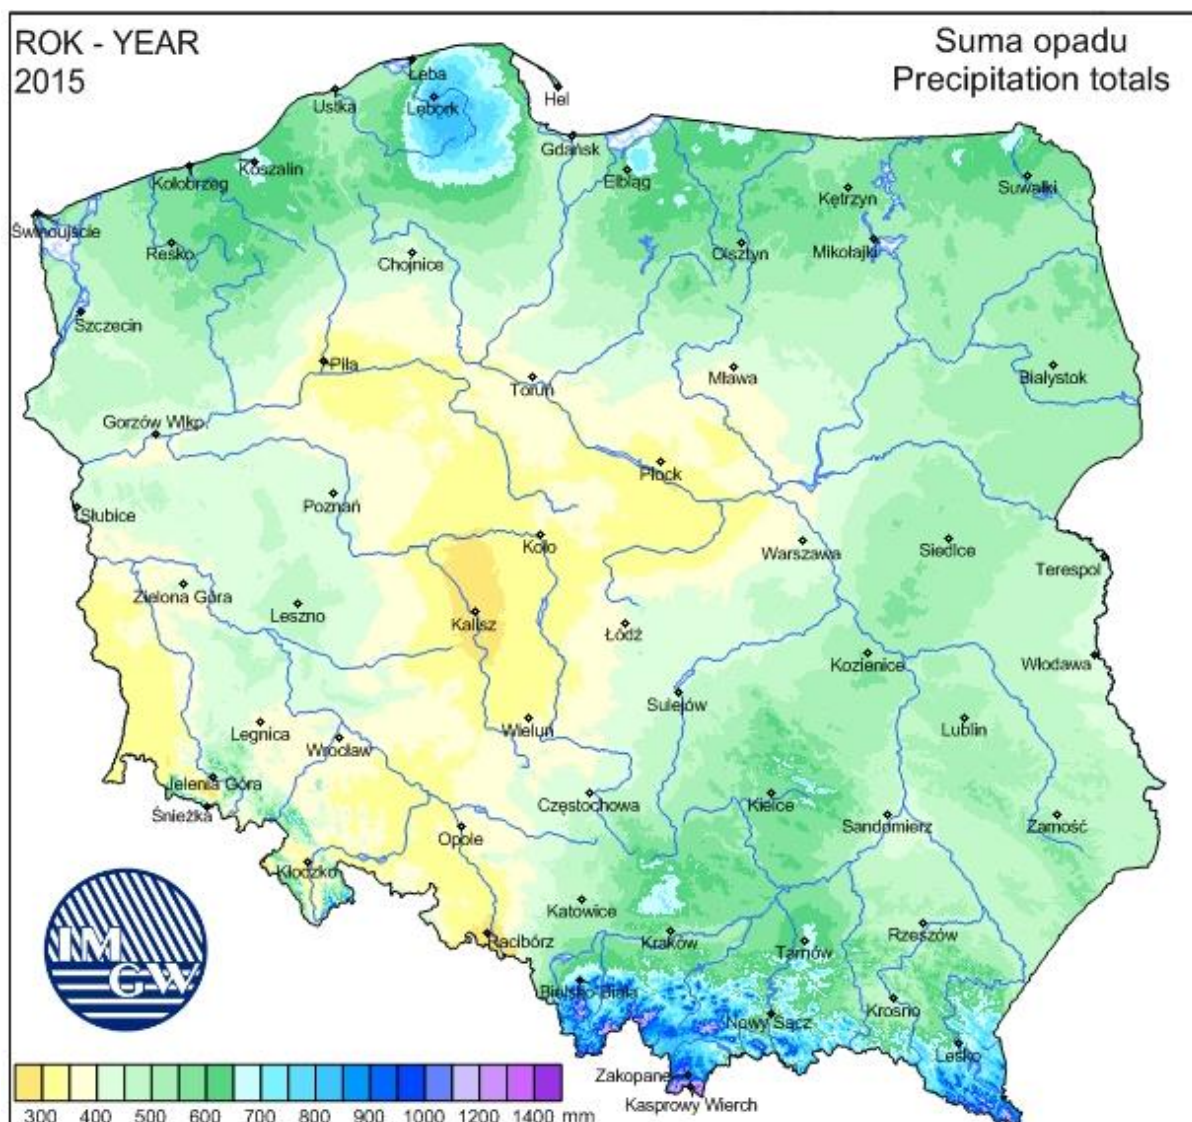 ROK - YEAR
2015
Suma opadu
Precipitation totals
Łeba
Ustka
Lębork
Hel
Gdańsk
Koszalin
Kołobrzeg
Elbląg
Suwałki
Kętrzyn
Świnoujście
Resko
Chojnice
Olsztyn
Mikołajki
Szczecin
Piła
Toruń
Mława
Białystok
Gorzów Wlkp.
Płock
Poznań
Słubice
Koło
Warszawa
Siedlce
Terespol
Zielona Góra
Leszno
Kalisz
Łódź
Kozienice
Włodawa
Sulejów
Legnica
Wrocław
Wieluń
Lublin
Jelenia Góra
Śnieżka
Częstochowa
Kielce
Sandomierz
Zamość
Opole
Kłodzko
Katowice
Racibórz
Kraków
Tarnów
Rzeszów
Bielsko-Biała
Nowy Sącz
Krosno
Lesko
Zakopane
Kasprowy Wierch
IM
GW
300 400 500 600 700 800 900 1000 1200 1400 mm